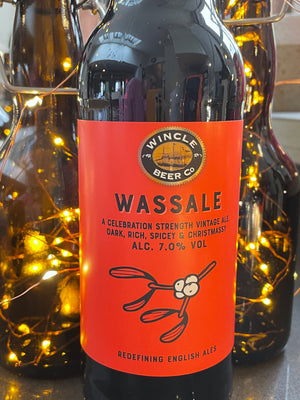 WINCLE
BEER CO
WASSALE
A CELEBRATION STRENGTH VINTAGE ALE.
DARK, RICH, SPICEY & CHRISTMASSY
ALC. 7.0% VOL
REDEFINING ENGLISH ALES